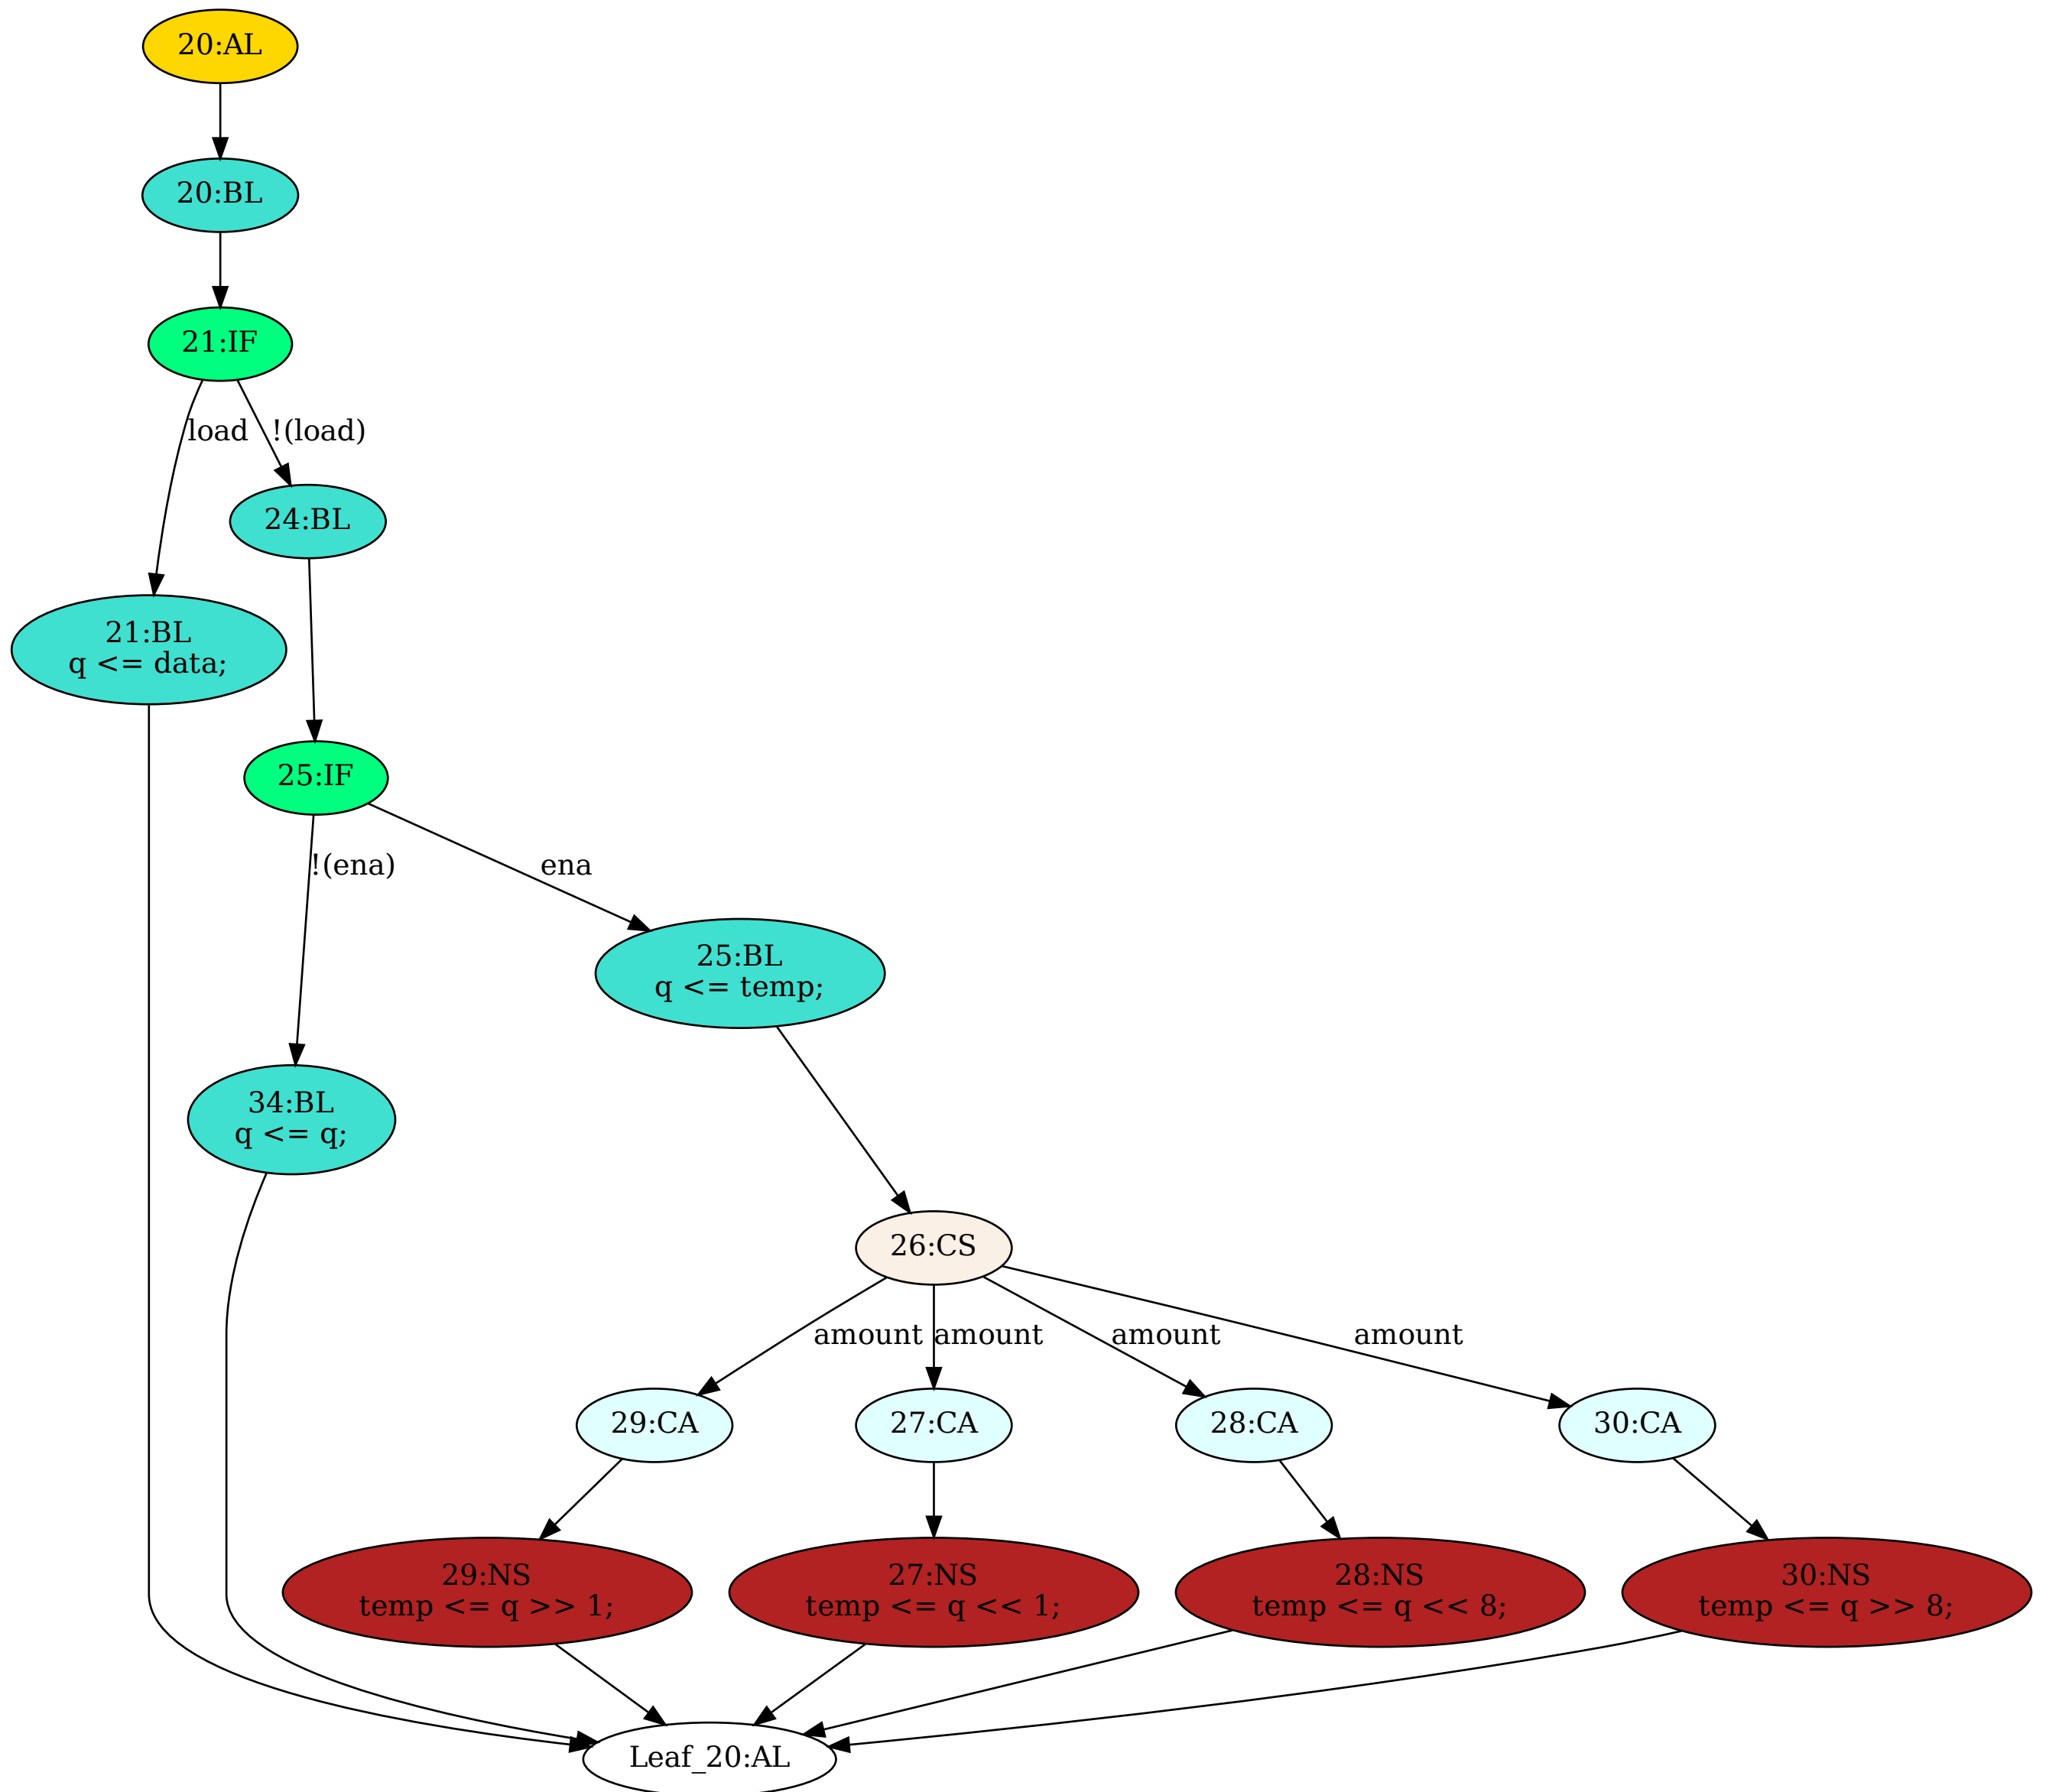 20:AL
20:BL
21:IF
load
!(load)
24:BL
21:BL
q <= data;
25:IF
!(ena)
ena
25:BL
q <= temp;
34:BL
q <= q;
26:CS
amount
amount
amount
amount
29:CA
27:CA
28:CA
30:CA
29:NS
temp <= q >> 1;
27:NS
temp <= q << 1;
28:NS
temp <= q << 8;
30:NS
temp <= q >> 8;
Leaf_20:AL